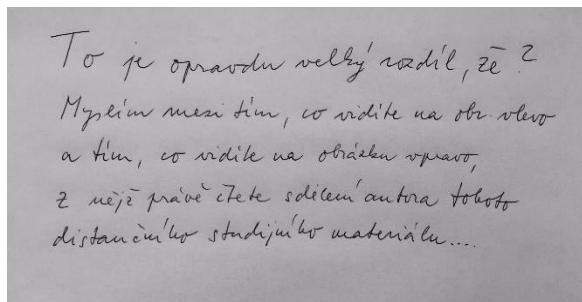 To je opravdu velký rozdíl, že?
Myslím mezi tím, co vidíte na obr. vlevo
a tím, co vidíte na obrázku vpravo,
z nějž právě čtete sdělení autora tohoto
distančního studijního materiálu....